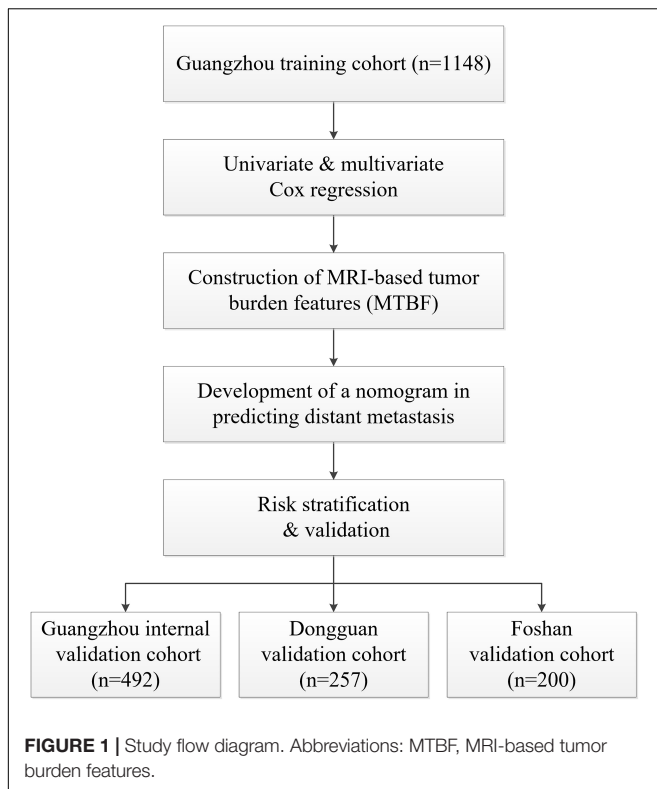 Guangzhou training cohort (n=1148)
Univariate & multivariate
Cox regression
Construction of MRI-based tumor
burden features (MTBF)
Development of a nomogram in
predicting distant metastasis
Risk stratification
& validation
Guangzhou internal
validation cohort
(n=492)
Dongguan
validation cohort
(n=257)
Foshan
validation cohort
(n=200)
FIGURE 1 | Study flow diagram. Abbreviations: MTBF, MRI-based tumor
burden features.